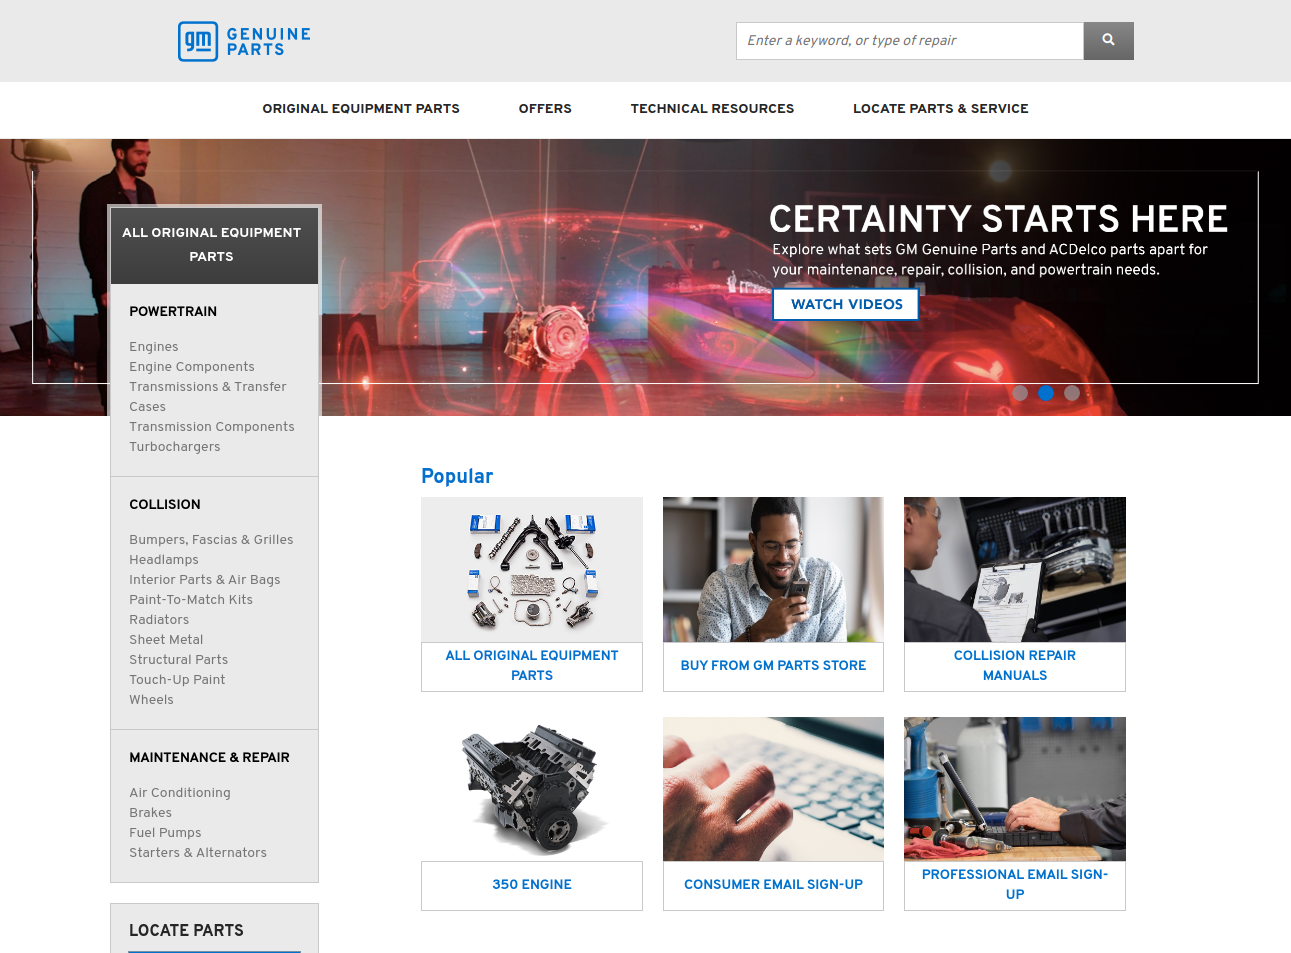 gm GENUINE
PARTS
Enter a keyword, or type of repair
ORIGINAL EQUIPMENT PARTS
OFFERS
TECHNICAL RESOURCES
LOCATE PARTS & SERVICE
CERTAINTY STARTS HERE
Explore what sets GM Genuine Parts and ACDelco parts apart for
your maintenance, repair, collision, and powertrain needs.
WATCH VIDEOS
ALL ORIGINAL EQUIPMENT
PARTS
POWERTRAIN
Engines
Engine Components
Transmissions & Transfer
Cases
Transmission Components
Turbochargers
COLLISION
Bumpers, Fascias & Grilles
Headlamps
Interior Parts & Air Bags
Paint-To-Match Kits
Radiators
Sheet Metal
Structural Parts
Touch-Up Paint
Wheels
MAINTENANCE & REPAIR
Air Conditioning
Brakes
Fuel Pumps
Starters & Alternators
LOCATE PARTS
Popular
ALL ORIGINAL EQUIPMENT
PARTS
BUY FROM GM PARTS STORE
COLLISION REPAIR
MANUALS
350 ENGINE
CONSUMER EMAIL SIGN-UP
PROFESSIONAL EMAIL SIGN-
UP